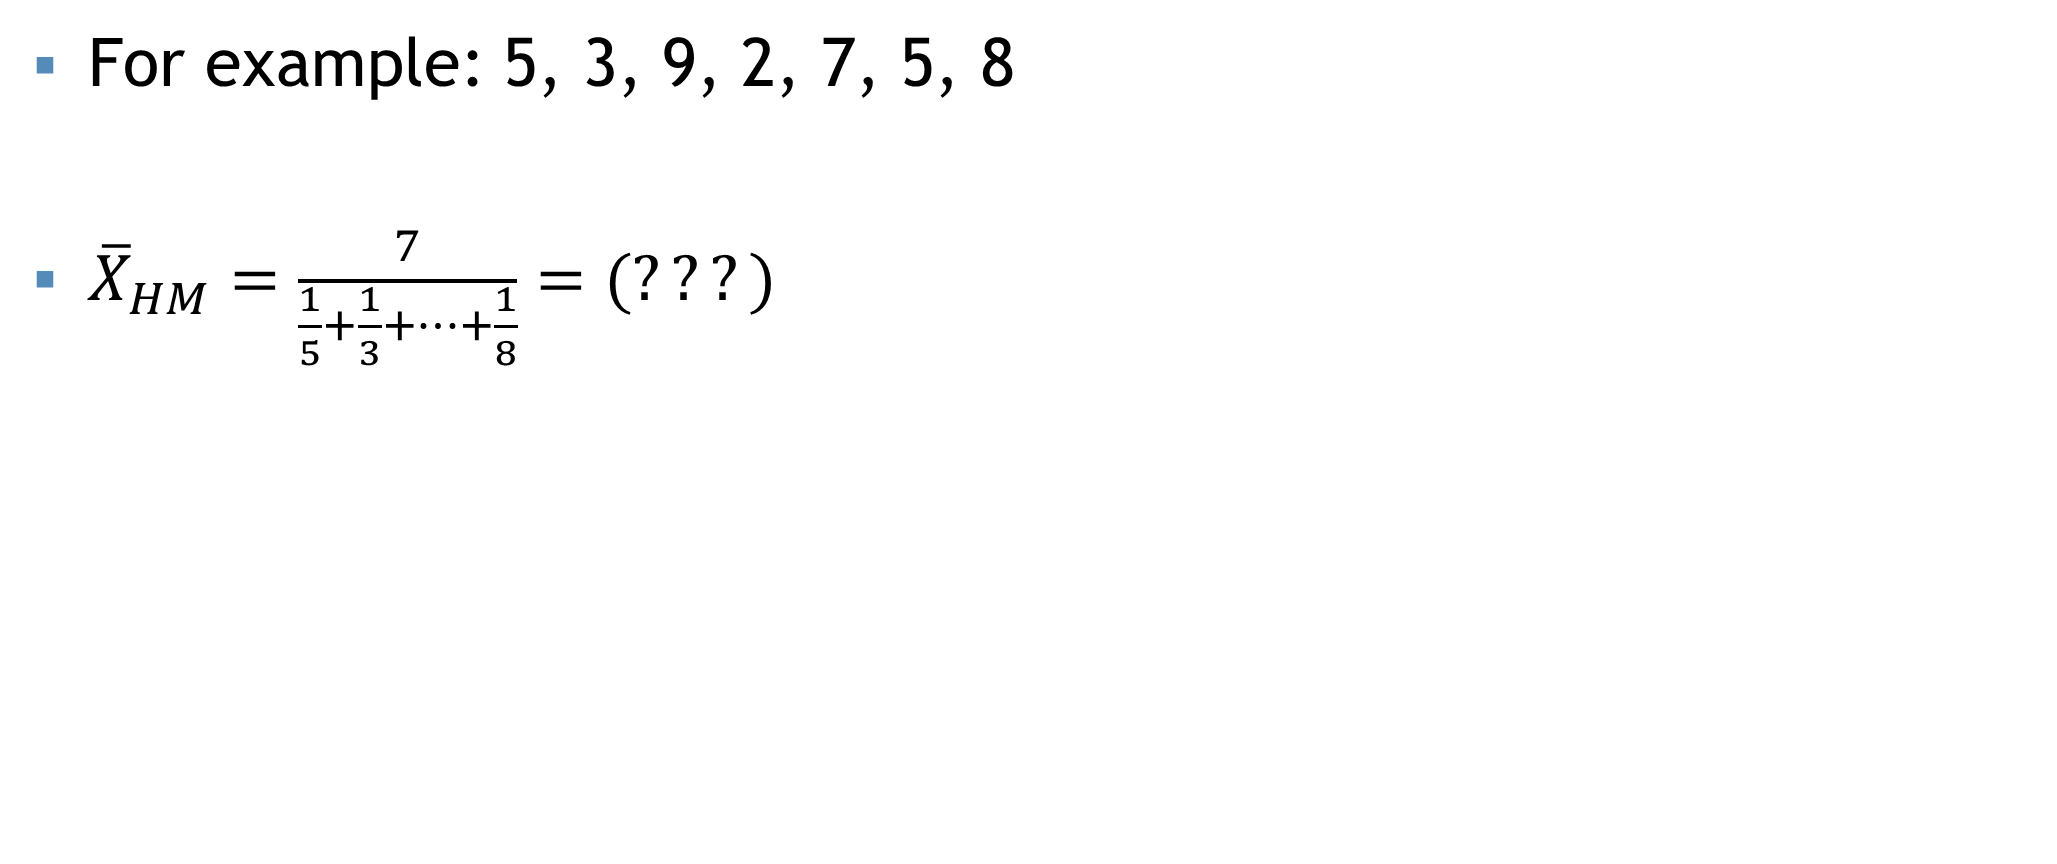 ▪ For example: 5, 3, 9, 2, 7, 5, 8
▪ X̄_HM = 7 / (1/5 + 1/3 + ⋯ + 1/8) = (???)